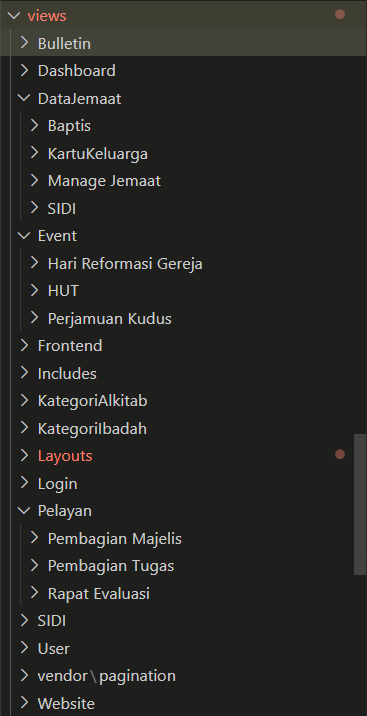 views
Bulletin
Dashboard
DataJemaat
Baptis
KartuKeluarga
Manage Jemaat
SIDI
Event
Hari Reformasi Gereja
HUT
Perjamuan Kudus
Frontend
Includes
KategoriAlkitab
KategoriIbadah
Layouts
Login
Pelayan
Pembagian Majelis
Pembagian Tugas
Rapat Evaluasi
SIDI
User
vendor\pagination
Website